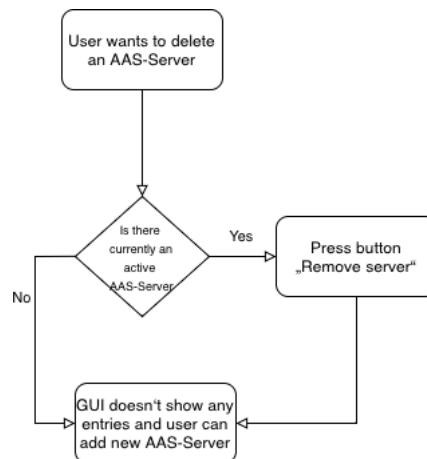 User wants to delete
an AAS-Server
Is there
currently an
active
AAS-Server
Yes
Press button
„Remove server“
No
GUI doesn‘t show any
entries and user can
add new AAS-Server